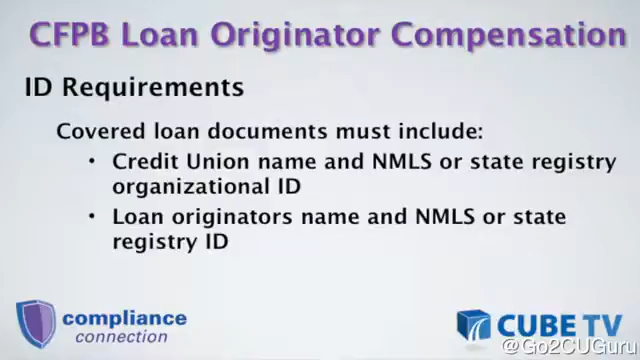 CFPB Loan Originator Compensation
ID Requirements
Covered loan documents must include:
• Credit Union name and NMLS or state registry
organizational ID
• Loan originators name and NMLS or state
registry ID
compliance
connection
CUBE TV
@Go2CUGuru